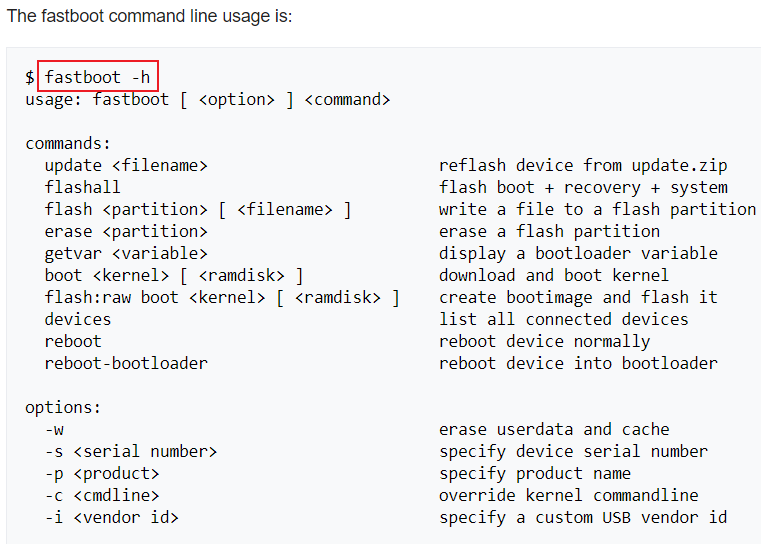 The fastboot command line usage is:
$ fastboot -h
usage: fastboot [ <option> ] <command>
commands:
update <filename> reflash device from update.zip
flashall flash boot + recovery + system
flash <partition> [ <filename> ] write a file to a flash partition
erase <partition> erase a flash partition
getvar <variable> display a bootloader variable
boot <kernel> [ <ramdisk> ] download and boot kernel
flash:raw boot <kernel> [ <ramdisk> ] create bootimage and flash it
devices list all connected devices
reboot reboot device normally
reboot-bootloader reboot device into bootloader
options:
-w erase userdata and cache
-s <serial number> specify device serial number
-p <product> specify product name
-c <cmdline> override kernel commandline
-i <vendor id> specify a custom USB vendor id